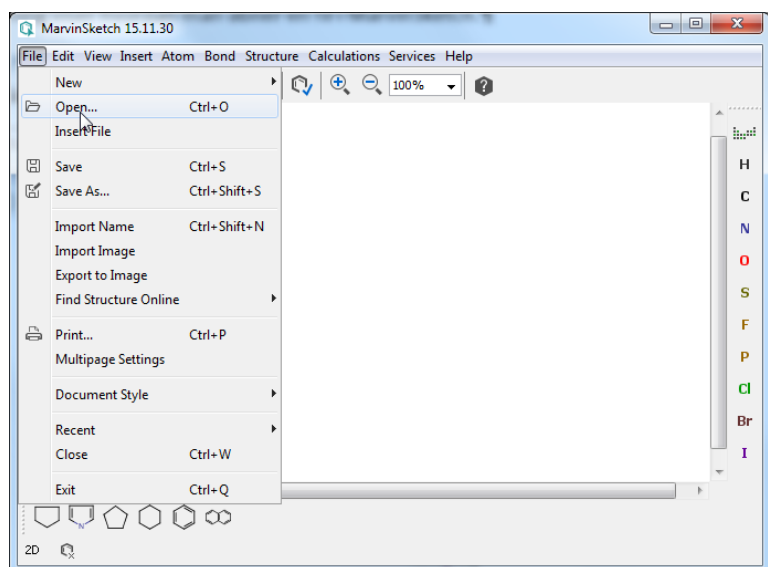 MarvinSketch 15.11.30
File Edit View Insert Atom Bond Structure Calculations Services Help
New
100%
Open... Ctrl+O
Insert File
Save Ctrl+S
Save As... Ctrl+Shift+S
Import Name Ctrl+Shift+N
Import Image
Export to Image
Find Structure Online
Print... Ctrl+P
Multipage Settings
Document Style
Recent
Close Ctrl+W
Exit Ctrl+Q
H
C
N
O
S
F
P
Cl
Br
I
N
2D